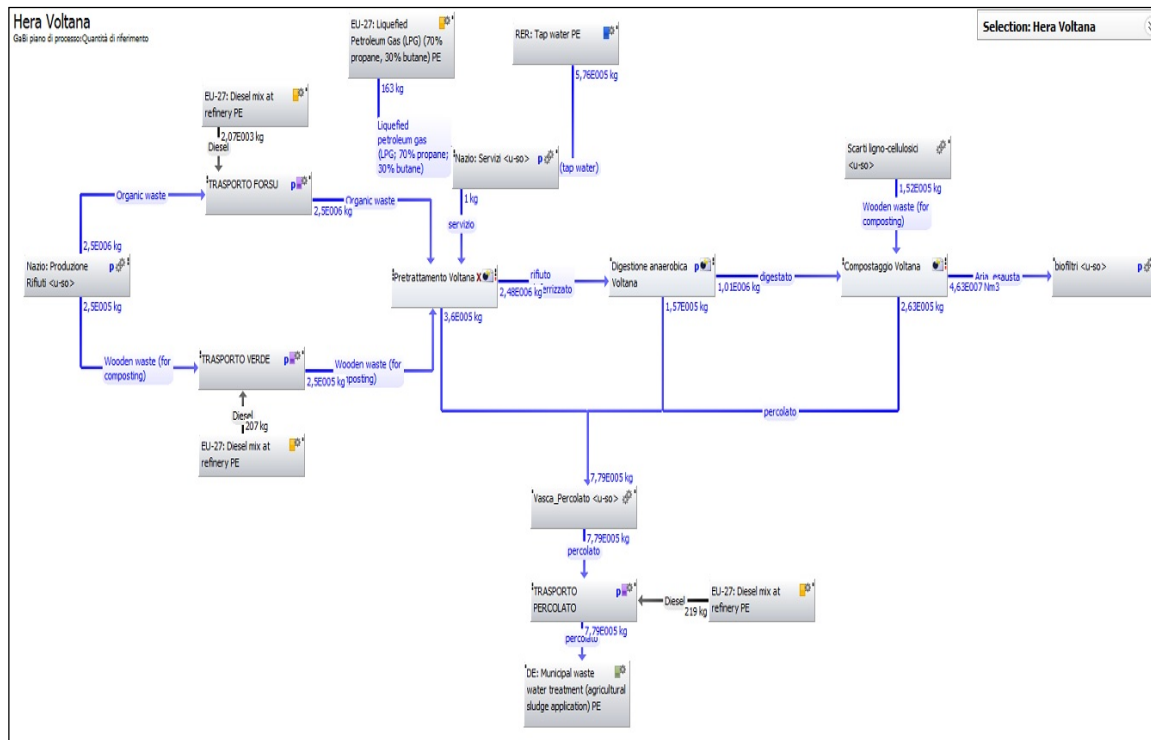 Hera Voltana
GaBi piano di processo:Quantità di riferimento
Selection: Hera Voltana
EU-27: Liquefied
Petroleum Gas (LPG) (70%
propane, 30% butane) PE
163 kg
Liquefied
petroleum gas
(LPG; 70% propane;
30% butane)
RER: Tap water PE
5,76E005 kg
(tap water)
EU-27: Diesel mix at
refinery PE
2,07E003 kg
Diesel
Nazio: Servizi <u-so> p
1 kg
servizio
Scarti ligno-cellulosici
<u-so>
1,52E005 kg
Wooden waste (for
composting)
Organic waste
TRASPORTO FORSU p
Organic waste
2,5E006 kg
2,5E006 kg
Nazio: Produzione p
Rifiuti <u-so>
2,5E005 kg
Pretrattamento Voltana X
3,6E005 kg
rifiuto
2,48E006 kg
Digestione anaerobica p
Voltana
1,57E005 kg
digestato
1,01E006 kg
Compostaggio Voltana
2,63E005 kg
Aria esausta
4,63E007 Nm3
biofiltri <u-so> p
Wooden waste (for
composting)
TRASPORTO VERDE p
Wooden waste (for
2,5E005 kg
Diesel
207 kg
EU-27: Diesel mix at
refinery PE
percolato
7,79E005 kg
Vasca_Percolato <u-so>
7,79E005 kg
percolato
TRASPORTO p
PERCOLATO
Diesel
219 kg
EU-27: Diesel mix at
refinery PE
7,79E005 kg
percolato
DE: Municipal waste
water treatment (agricultural
sludge application) PE